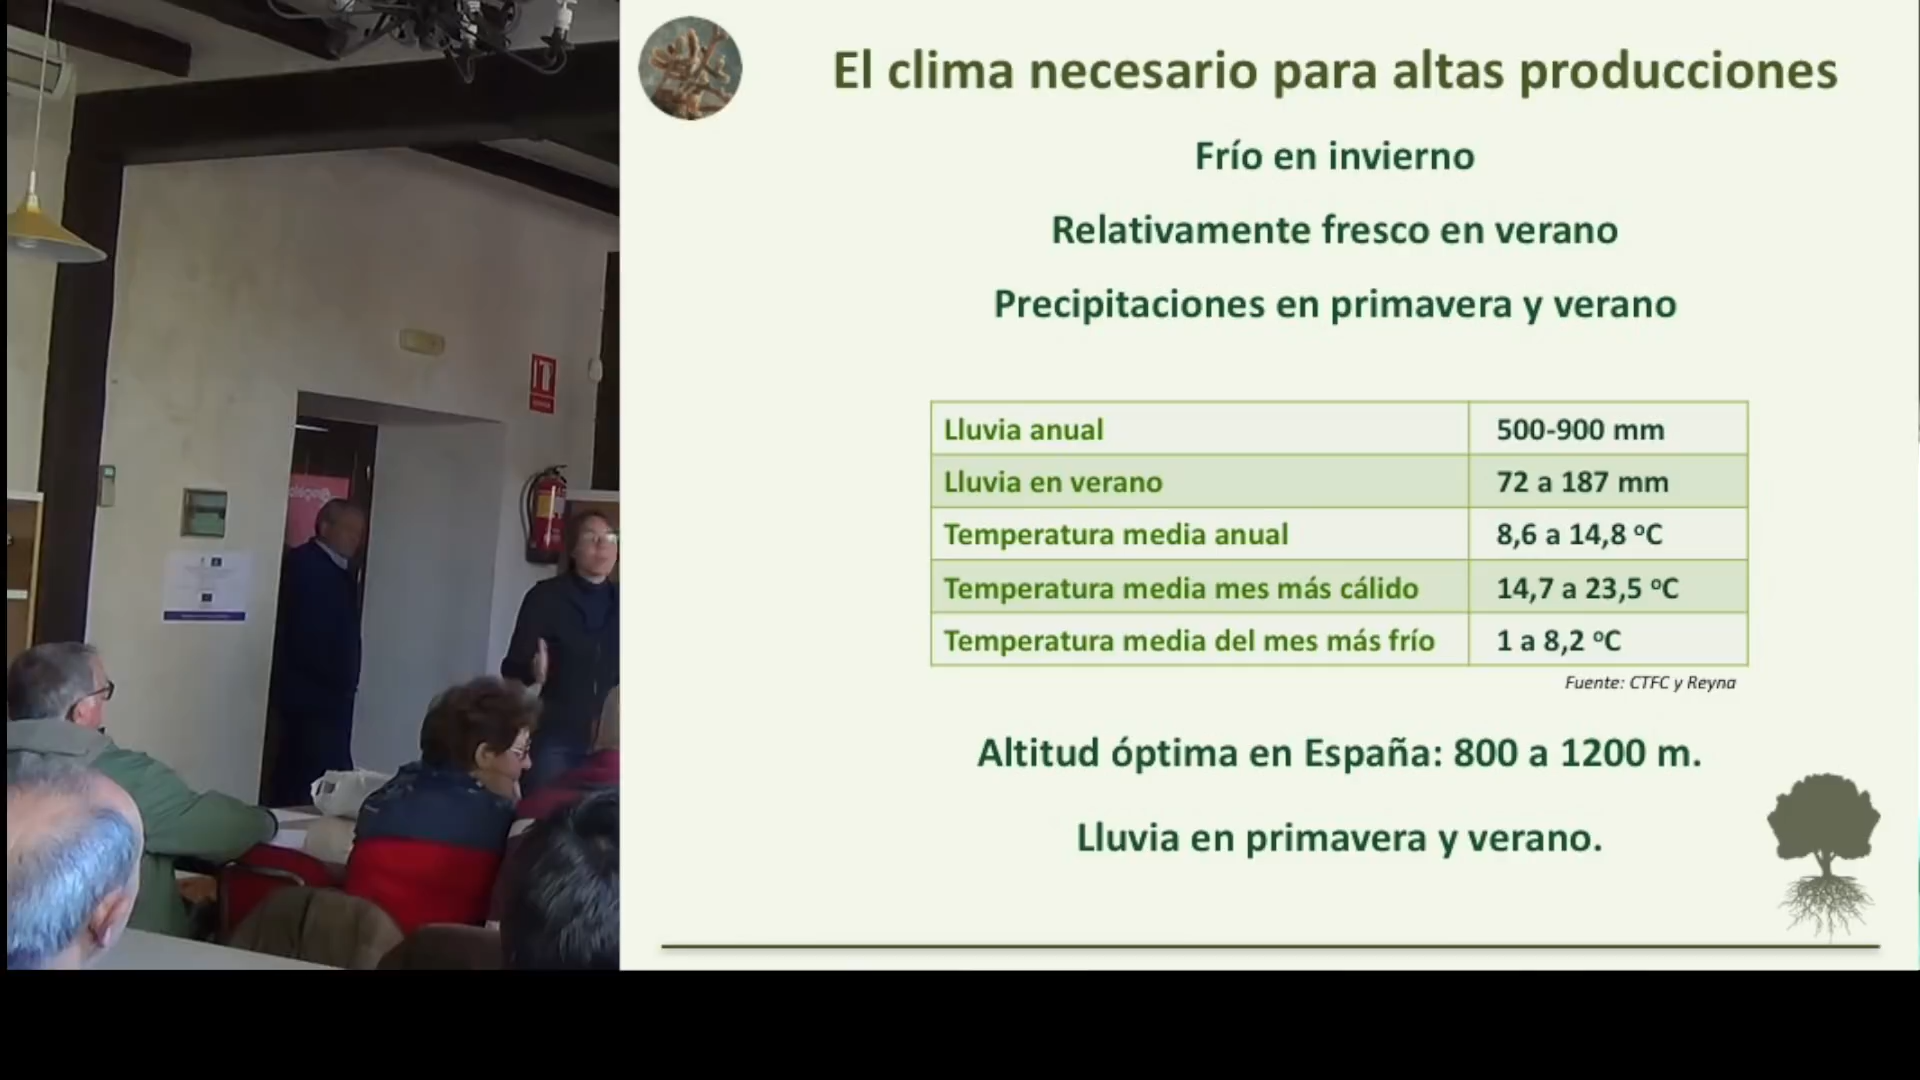 El clima necesario para altas producciones
Frío en invierno
Relativamente fresco en verano
Precipitaciones en primavera y verano
Lluvia anual 500-900 mm
Lluvia en verano 72 a 187 mm
Temperatura media anual 8,6 a 14,8 ºC
Temperatura media mes más cálido 14,7 a 23,5 ºC
Temperatura media del mes más frío 1 a 8,2 ºC
Fuente: CTFC y Reyna
Altitud óptima en España: 800 a 1200 m.
Lluvia en primavera y verano.